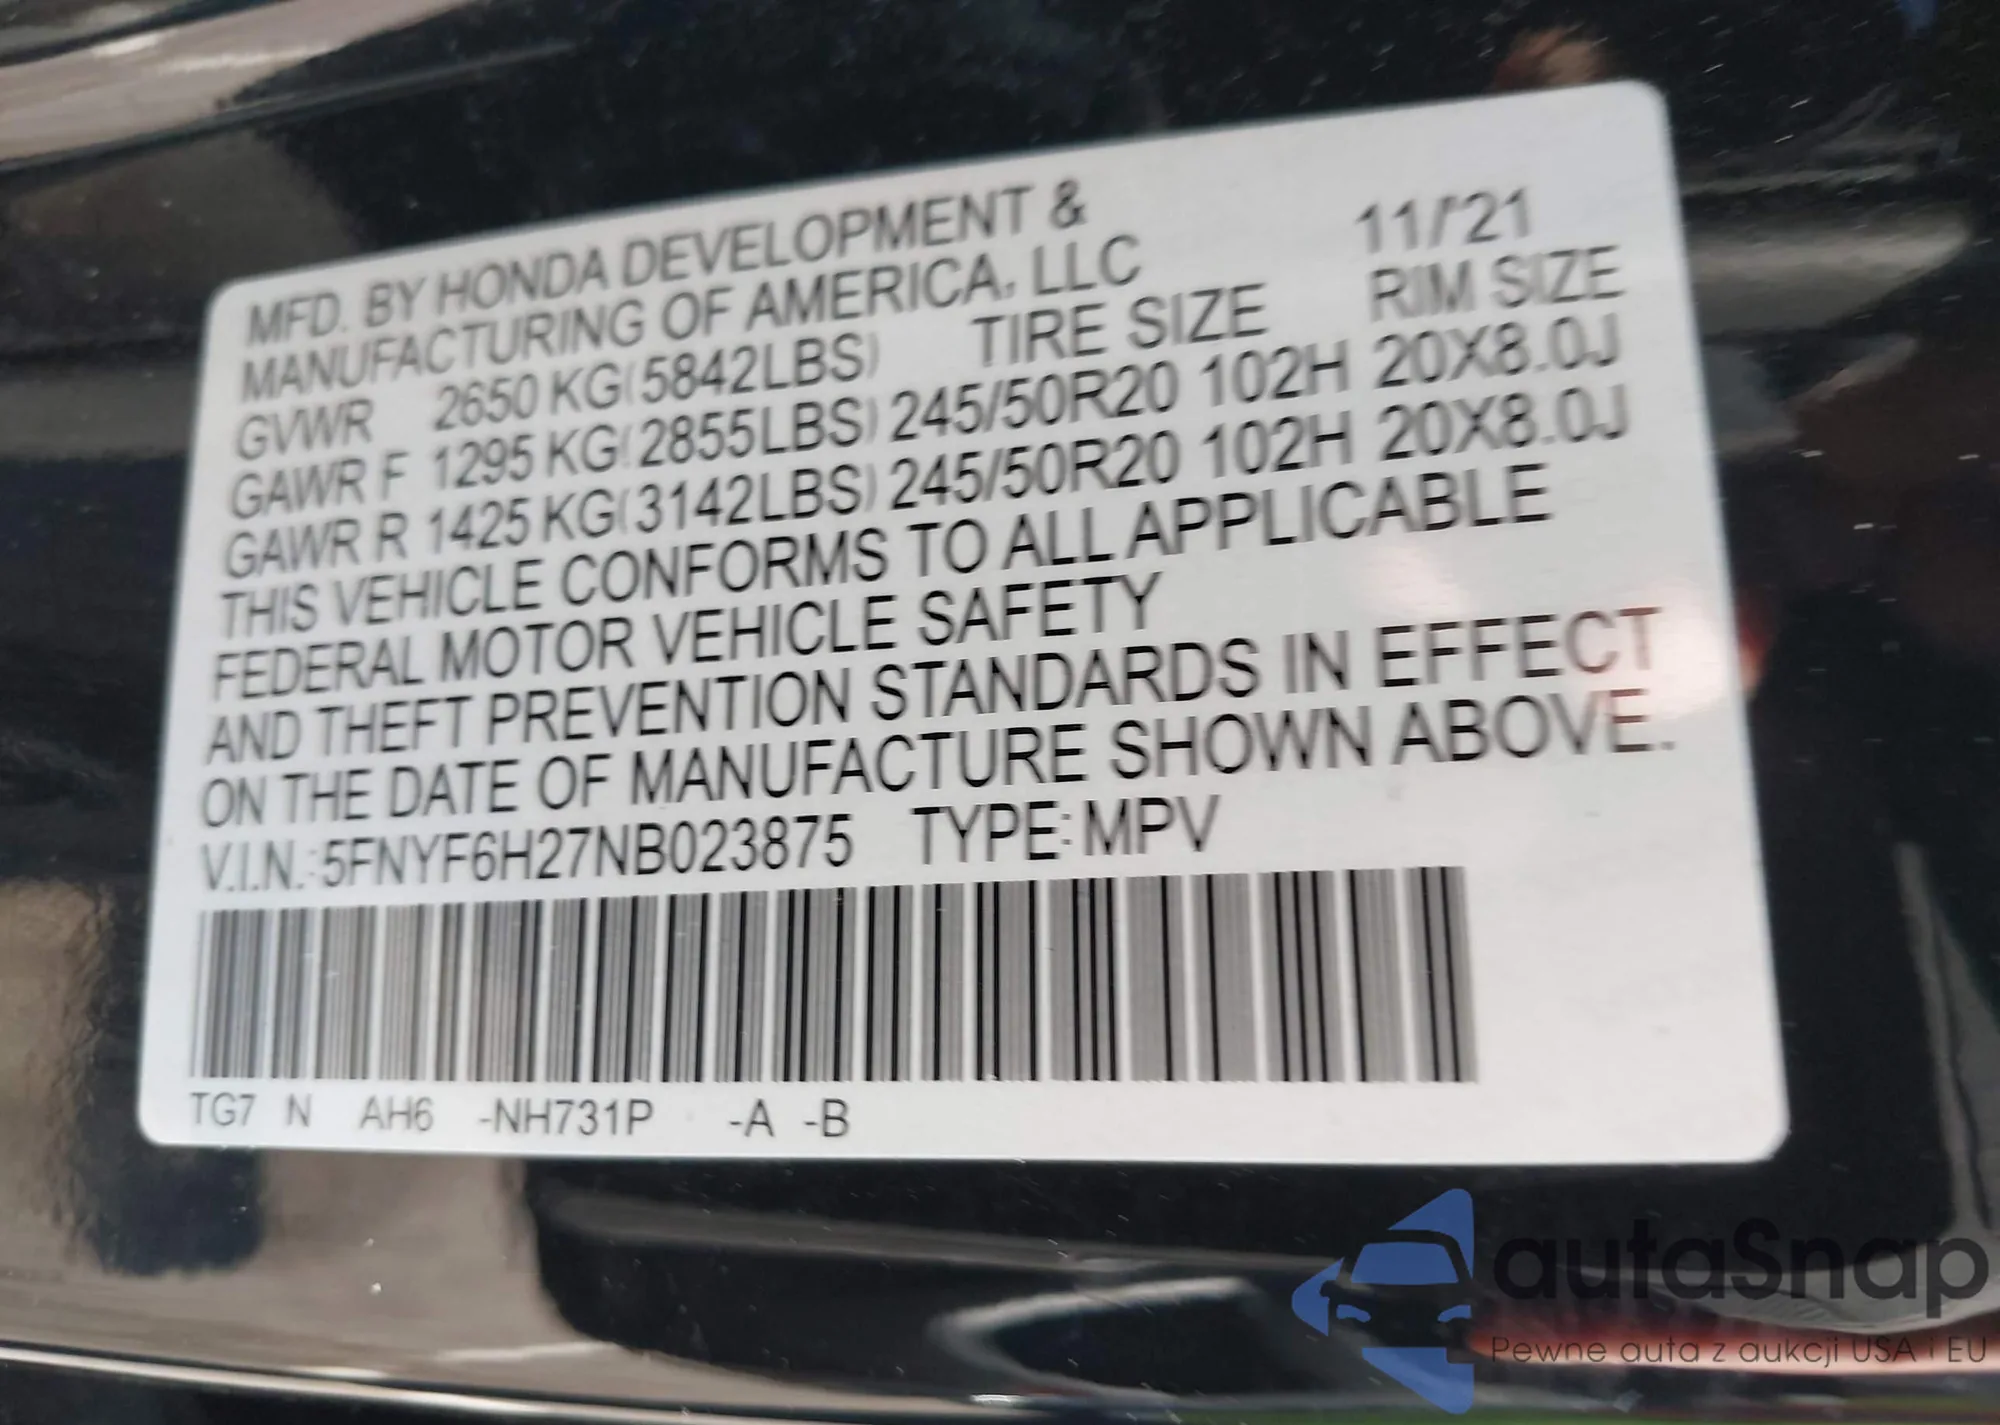 MFD. BY HONDA DEVELOPMENT &
MANUFACTURING OF AMERICA, LLC 11/'21
GVWR 2650 KG(5842LBS) TIRE SIZE RIM SIZE
GAWR F 1295 KG(2855LBS) 245/50R20 102H 20X8.0J
GAWR R 1425 KG(3142LBS) 245/50R20 102H 20X8.0J
THIS VEHICLE CONFORMS TO ALL APPLICABLE
FEDERAL MOTOR VEHICLE SAFETY
AND THEFT PREVENTION STANDARDS IN EFFECT
ON THE DATE OF MANUFACTURE SHOWN ABOVE.
V.I.N.:5FNYF6H27NB023875 TYPE:MPV
TG7 N AH6 -NH731P -A -B
autaSnap
Pewne auta z aukcji USA i EU